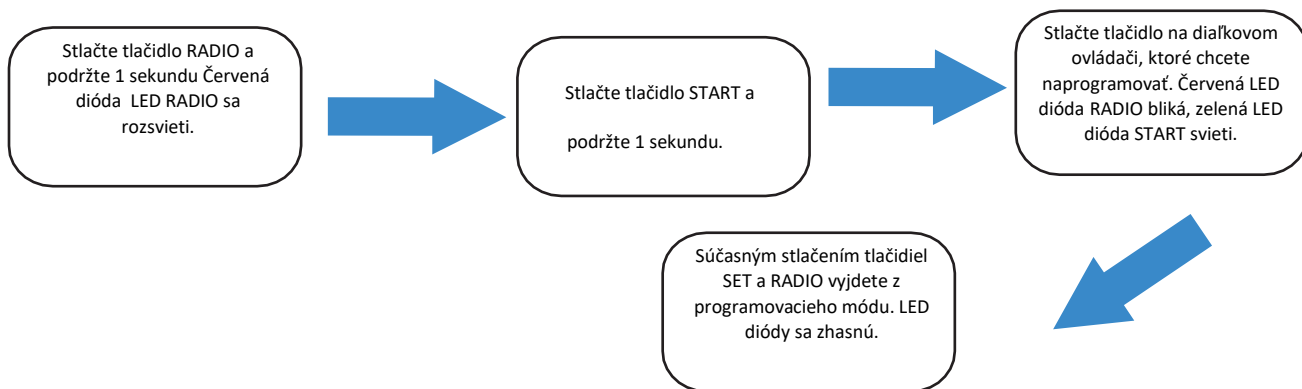 Stlačte tlačidlo RADIO a
podržte 1 sekundu Červená
dióda  LED RADIO sa
rozsvieti.
Stlačte tlačidlo START a
podržte 1 sekundu.
Stlačte tlačidlo na diaľkovom
ovládači, ktoré chcete
naprogramovať. Červená LED
dióda RADIO bliká, zelená LED
dióda START svieti.
Súčasným stlačením tlačidiel
SET a RADIO vyjdete z
programovacieho módu. LED
diódy sa zhasnú.